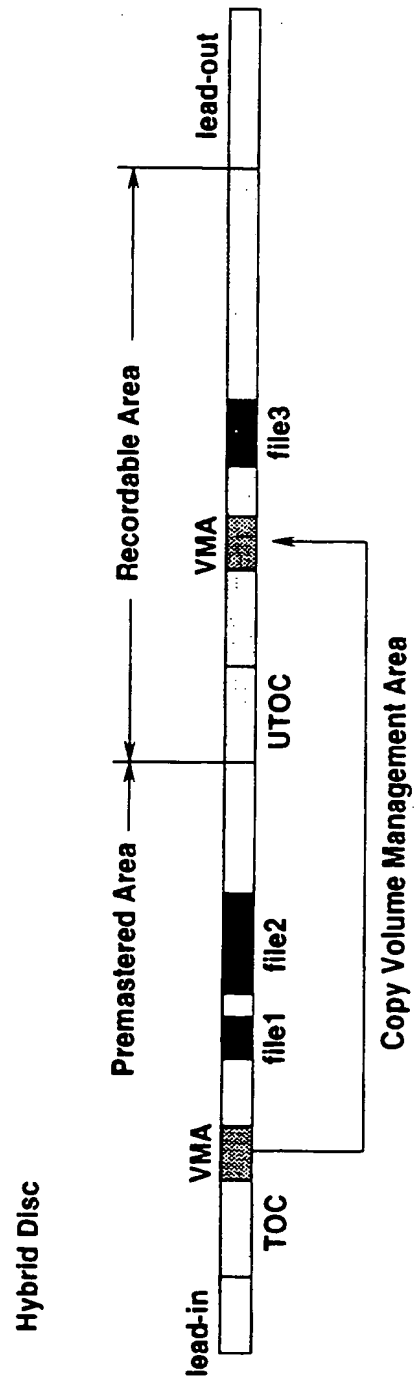 Hybrid Disc
Premastered Area
Recordable Area
lead-in
TOC
VMA
file1
file2
UTOC
VMA
file3
lead-out
Copy Volume Management Area